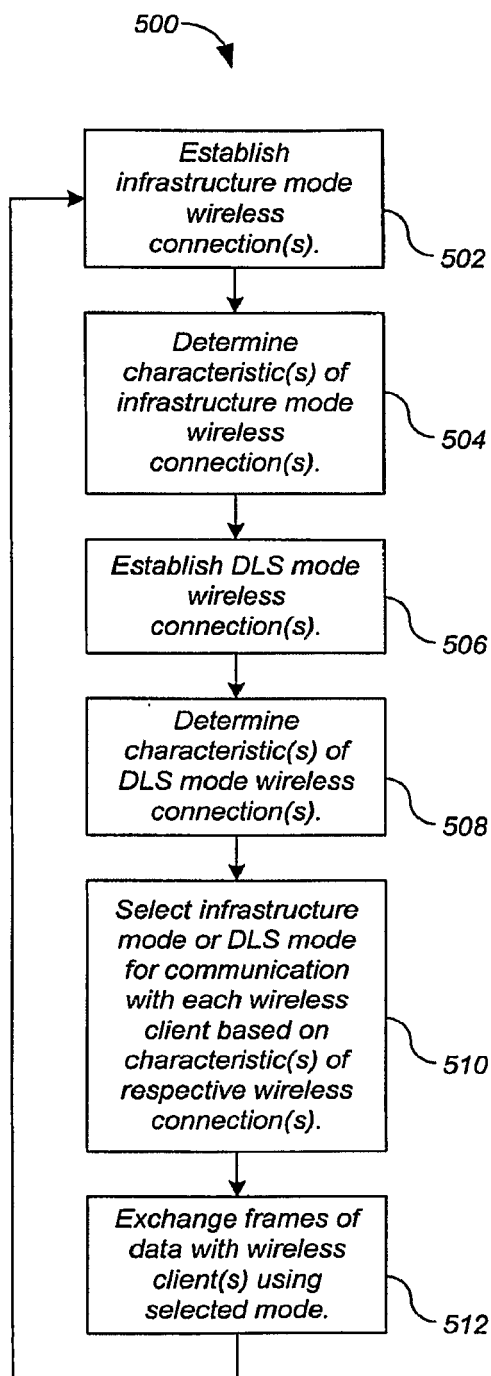 500
Establish
infrastructure mode
wireless
connection(s).
502
Determine
characteristic(s) of
infrastructure mode
wireless
connection(s).
504
Establish DLS mode
wireless
connection(s).
506
Determine
characteristic(s) of
DLS mode wireless
connection(s).
508
Select infrastructure
mode or DLS mode
for communication
with each wireless
client based on
characteristic(s) of
respective wireless
connection(s).
510
Exchange frames of
data with wireless
client(s) using
selected mode.
512